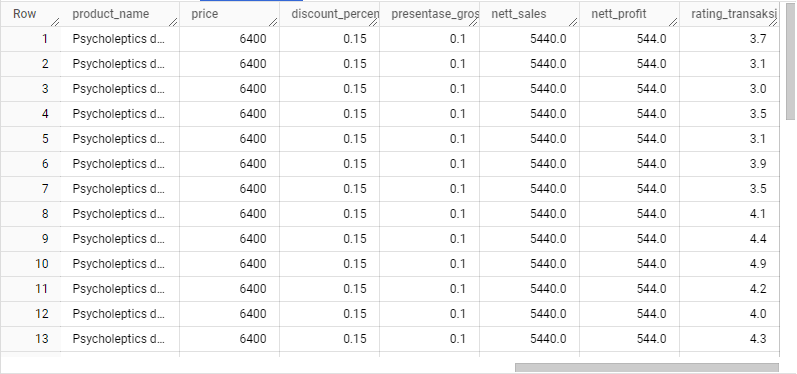 Row product_name price discount_percen presentase_gros nett_sales nett_profit rating_transaksi
1 Psycholeptics d... 6400 0.15 0.1 5440.0 544.0 3.7
2 Psycholeptics d... 6400 0.15 0.1 5440.0 544.0 3.1
3 Psycholeptics d... 6400 0.15 0.1 5440.0 544.0 3.0
4 Psycholeptics d... 6400 0.15 0.1 5440.0 544.0 3.5
5 Psycholeptics d... 6400 0.15 0.1 5440.0 544.0 3.1
6 Psycholeptics d... 6400 0.15 0.1 5440.0 544.0 3.9
7 Psycholeptics d... 6400 0.15 0.1 5440.0 544.0 3.5
8 Psycholeptics d... 6400 0.15 0.1 5440.0 544.0 4.1
9 Psycholeptics d... 6400 0.15 0.1 5440.0 544.0 4.4
10 Psycholeptics d... 6400 0.15 0.1 5440.0 544.0 4.9
11 Psycholeptics d... 6400 0.15 0.1 5440.0 544.0 4.2
12 Psycholeptics d... 6400 0.15 0.1 5440.0 544.0 4.0
13 Psycholeptics d... 6400 0.15 0.1 5440.0 544.0 4.3